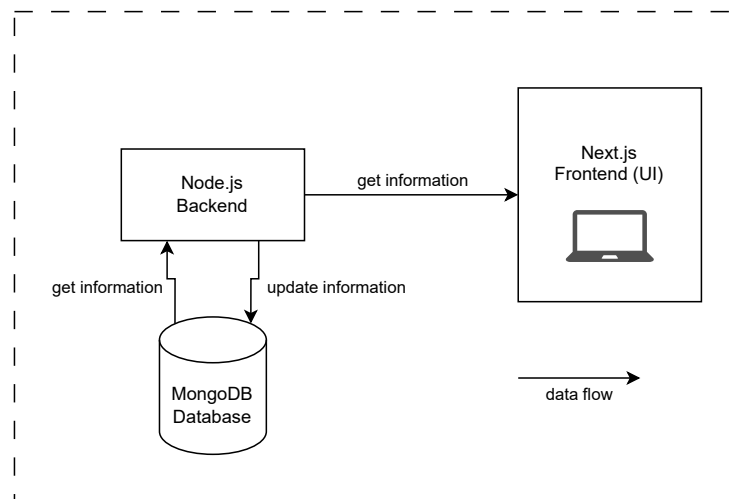 Next.js
Frontend (UI)
Node.js
Backend
get information
get information
update information
MongoDB
Database
data flow